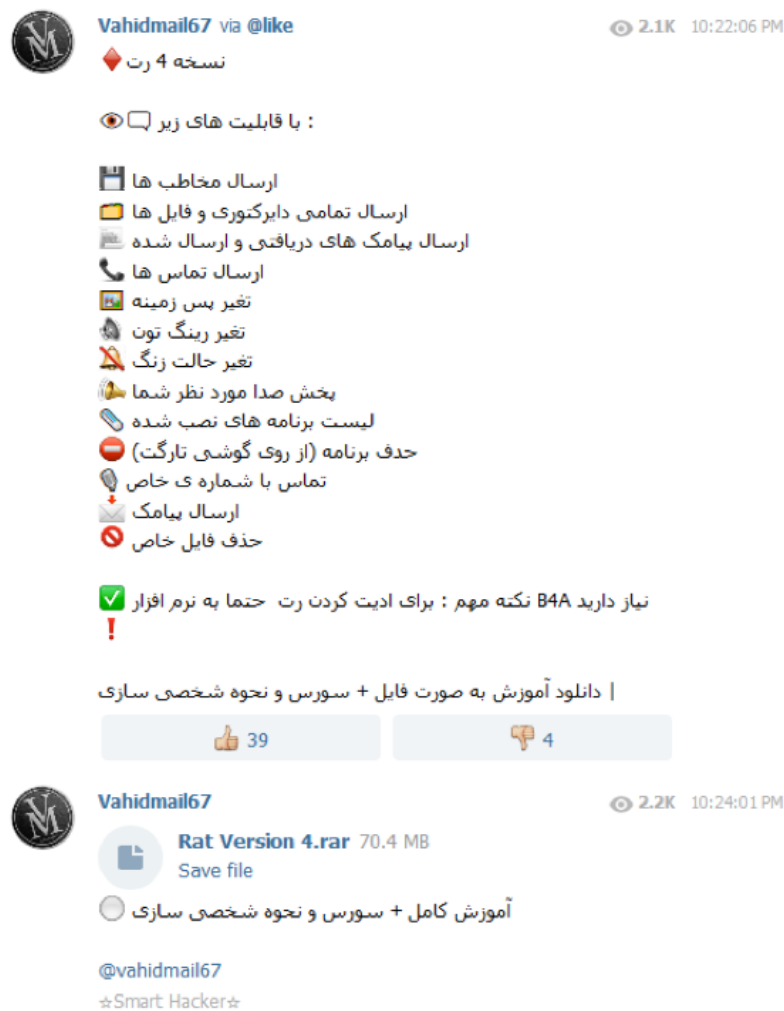 Vahidmail67 via @like 2.1K 10:22:06 PM
نسخه 4 رت
با قابلیت های زیر :
ارسال مخاطب ها
ارسال تمامی دایرکتوری و فایل ها
ارسال پیامک های دریافتی و ارسال شده
ارسال تماس ها
تغیر پس زمینه
تغیر رینگ تون
تغیر حالت زنگ
پخش صدا مورد نظر شما
لیست برنامه های نصب شده
حدف برنامه (از روی گوشی تارگت)
تماس با شماره ی خاص
ارسال پیامک
حذف فایل خاص
نیاز دارید B4A نکته مهم : برای ادیت کردن رت حتما به نرم افزار
| دانلود آموزش به صورت فایل + سورس و نحوه شخصی سازی
39 4
Vahidmail67 2.2K 10:24:01 PM
Rat Version 4.rar 70.4 MB
Save file
آموزش کامل + سورس و نحوه شخصی سازی
@vahidmail67
☆Smart Hacker☆